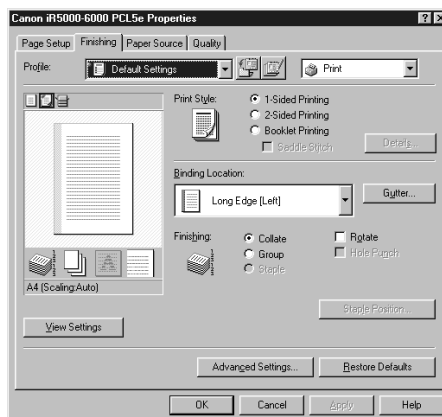 Canon iR5000-6000 PCL5e Properties
Page Setup Finishing Paper Source Quality
Profile: Default Settings Print
Print Style: 1-Sided Printing
2-Sided Printing
Booklet Printing
Saddle Stitch Details...
Binding Location:
Long Edge [Left] Gutter...
Finishing: Collate Rotate
Group Hole Punch
Staple
A4 (Scaling:Auto)
Staple Position...
View Settings
Advanced Settings... Restore Defaults
OK Cancel Apply Help